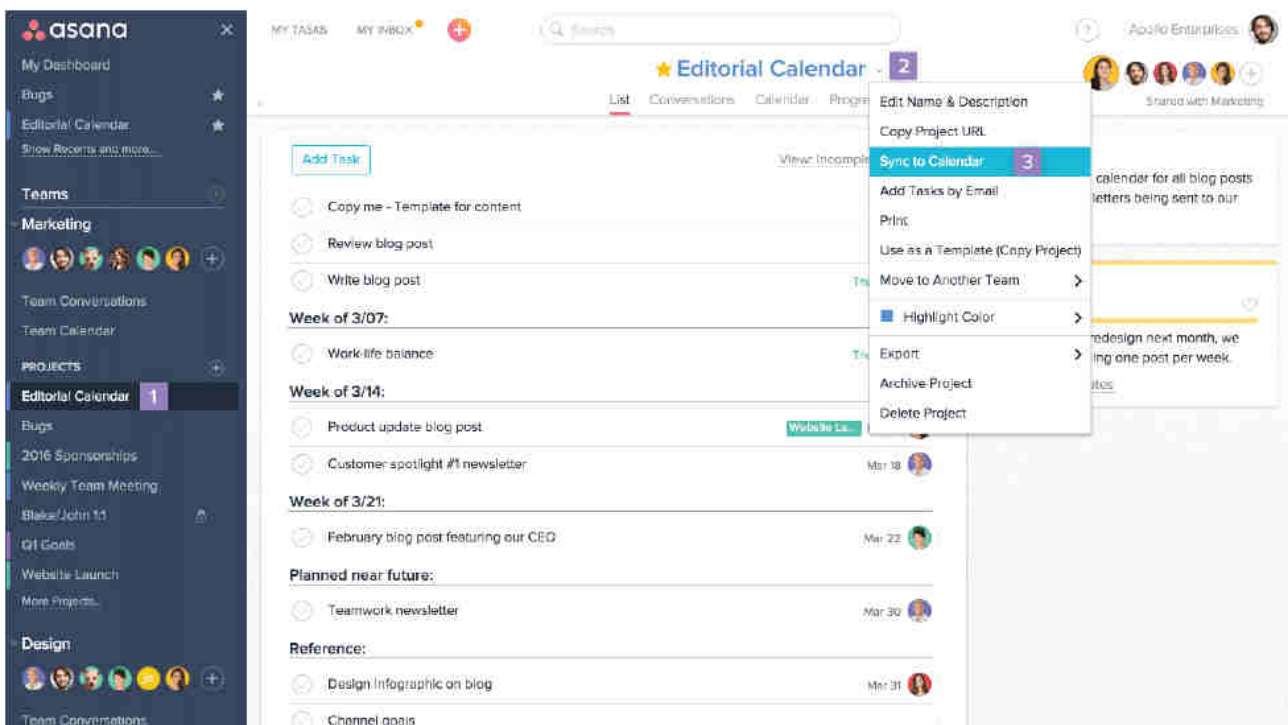 asana ×
MY TASKS MY INBOX + Search ? Apollo Enterprises
My Dashboard
Bugs
Editorial Calendar
Show Recents and more...
Teams
Marketing
Team Conversations
Team Calendar
PROJECTS
Editorial Calendar 1
Bugs
2016 Sponsorships
Weekly Team Meeting
Blake/John 1:1
Q1 Goals
Website Launch
More Projects...
Design
Team Conversations
Editorial Calendar 2
List Conversations Calendar Progre
Shared with Marketing
Add Task View: Incomple
Copy me - Template for content
Review blog post
Write blog post
Week of 3/07:
Work-life balance
Week of 3/14:
Product update blog post Website La...
Customer spotlight #1 newsletter Mar 18
Week of 3/21:
February blog post featuring our CEO Mar 22
Planned near future:
Teamwork newsletter Mar 30
Reference:
Design Infographic on blog Mar 31
Channel goals
Edit Name & Description
Copy Project URL
Sync to Calendar 3
Add Tasks by Email
Print
Use as a Template (Copy Project)
Move to Another Team
Highlight Color
Export
Archive Project
Delete Project
calendar for all blog posts
letters being sent to our
redesign next month, we
ing one post per week.